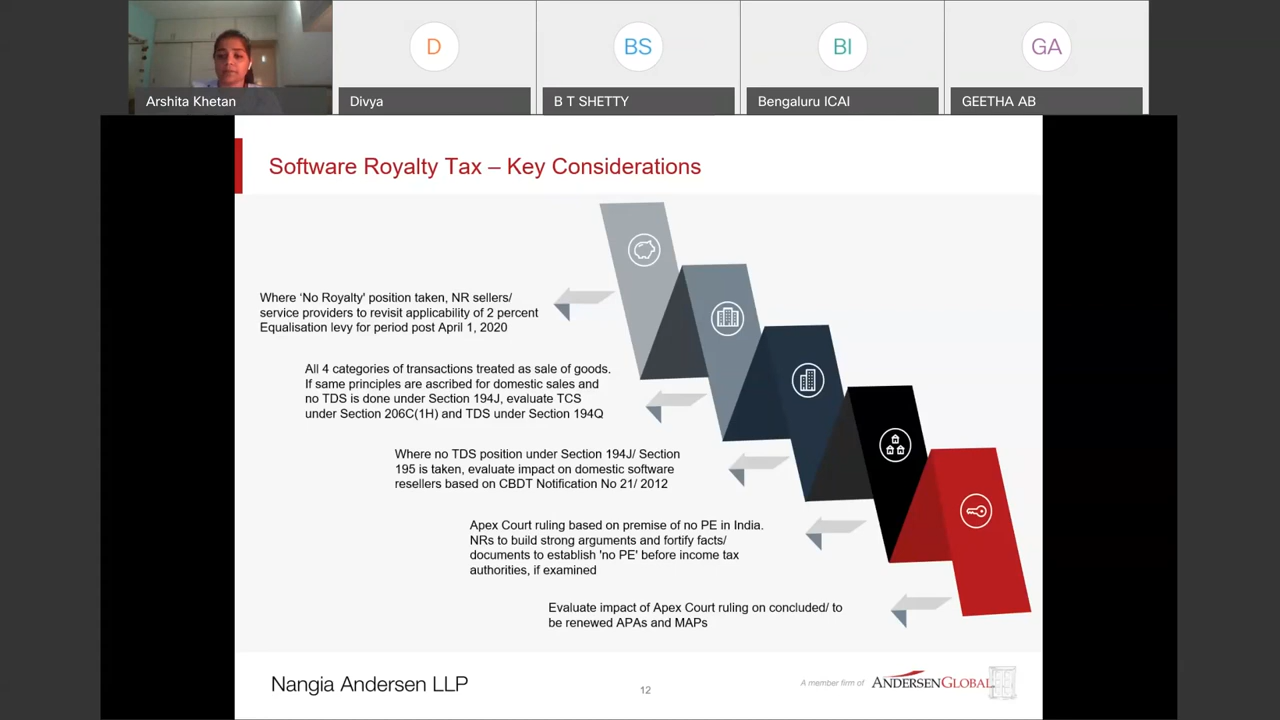 D
BS
BI
GA
Arshita Khetan
Divya
B T SHETTY
Bengaluru ICAI
GEETHA AB
Software Royalty Tax – Key Considerations
Where 'No Royalty' position taken, NR sellers/
service providers to revisit applicability of 2 percent
Equalisation levy for period post April 1, 2020
All 4 categories of transactions treated as sale of goods.
If same principles are ascribed for domestic sales and
no TDS is done under Section 194J, evaluate TCS
under Section 206C(1H) and TDS under Section 194Q
Where no TDS position under Section 194J/ Section
195 is taken, evaluate impact on domestic software
resellers based on CBDT Notification No 21/ 2012
Apex Court ruling based on premise of no PE in India.
NRs to build strong arguments and fortify facts/
documents to establish 'no PE' before income tax
authorities, if examined
Evaluate impact of Apex Court ruling on concluded/ to
be renewed APAs and MAPs
Nangia Andersen LLP
12
A member firm of
ANDERSEN GLOBAL